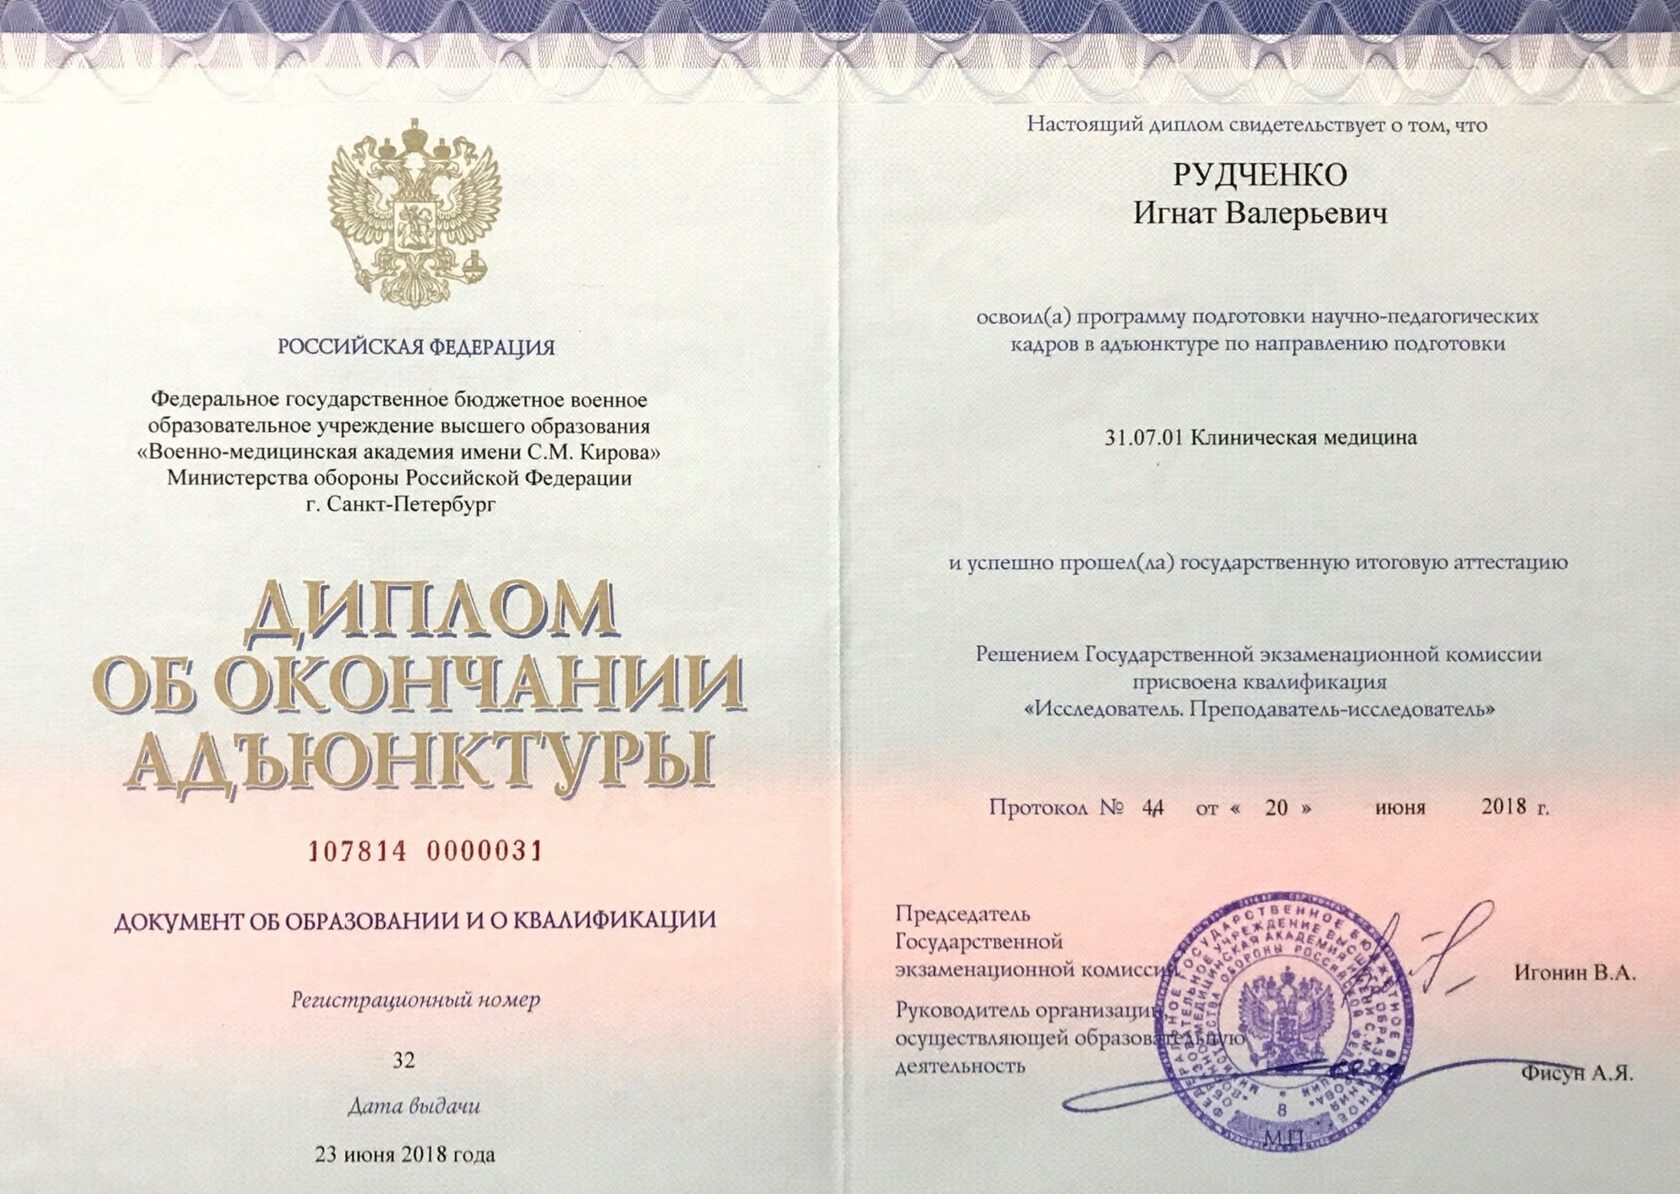 РОССИЙСКАЯ ФЕДЕРАЦИЯ
Федеральное государственное бюджетное военное
образовательное учреждение высшего образования
«Военно-медицинская академия имени С.М. Кирова»
Министерства обороны Российской Федерации
г. Санкт-Петербург
ДИПЛОМ
ОБ ОКОНЧАНИИ
АДЪЮНКТУРЫ
107814 0000031
ДОКУМЕНТ ОБ ОБРАЗОВАНИИ И О КВАЛИФИКАЦИИ
Регистрационный номер
32
Дата выдачи
23 июня 2018 года
Настоящий диплом свидетельствует о том, что
РУДЧЕНКО
Игнат Валерьевич
освоил(а) программу подготовки научно-педагогических
кадров в адъюнктуре по направлению подготовки
31.07.01 Клиническая медицина
и успешно прошел(ла) государственную итоговую аттестацию
Решением Государственной экзаменационной комиссии
присвоена квалификация
«Исследователь. Преподаватель-исследователь»
Протокол № 44 от « 20 » июня 2018 г.
Председатель
Государственной
экзаменационной комиссии
Игонин В.А.
Руководитель организации,
осуществляющей образовательную
деятельность
Фисун А.Я.
8
М.П.